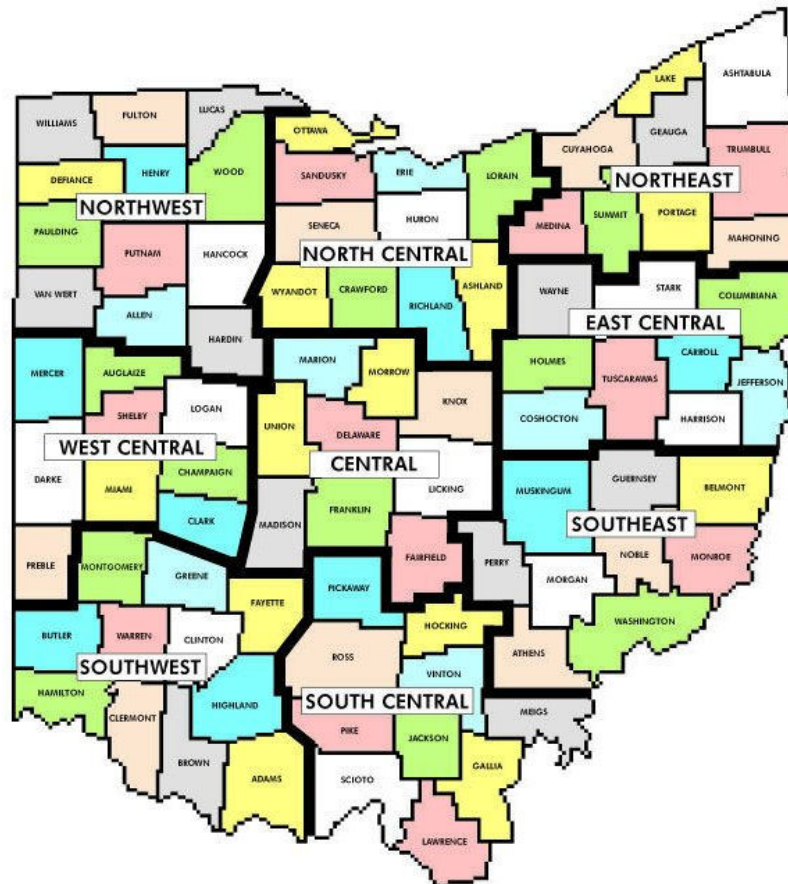 LAKE
ASHTABULA
WILLIAMS
FULTON
LUCAS
OTTAWA
GEAUGA
CUYAHOGA
TRUMBULL
DEFIANCE
HENRY
WOOD
SANDUSKY
ERIE
LORAIN
NORTHEAST
NORTHWEST
PAULDING
SENECA
HURON
MEDINA
SUMMIT
PORTAGE
MAHONING
PUTNAM
HANCOCK
NORTH CENTRAL
VAN WERT
ALLEN
WYANDOT
CRAWFORD
RICHLAND
ASHLAND
WAYNE
STARK
COLUMBIANA
EAST CENTRAL
HARDIN
MERCER
AUGLAIZE
MARION
MORROW
HOLMES
TUSCARAWAS
CARROLL
JEFFERSON
KNOX
SHELBY
LOGAN
UNION
DELAWARE
COSHOCTON
HARRISON
WEST CENTRAL
CENTRAL
DARKE
MIAMI
CHAMPAIGN
LICKING
MUSKINGUM
GUERNSEY
BELMONT
CLARK
MADISON
FRANKLIN
SOUTHEAST
PREBLE
MONTGOMERY
GREENE
FAIRFIELD
PERRY
NOBLE
MONROE
MORGAN
FAYETTE
PICKAWAY
HOCKING
WASHINGTON
BUTLER
WARREN
CLINTON
ROSS
ATHENS
SOUTHWEST
VINTON
HAMILTON
SOUTH CENTRAL
CLERMONT
HIGHLAND
MEIGS
PIKE
JACKSON
BROWN
ADAMS
SCIOTO
GALLIA
LAWRENCE